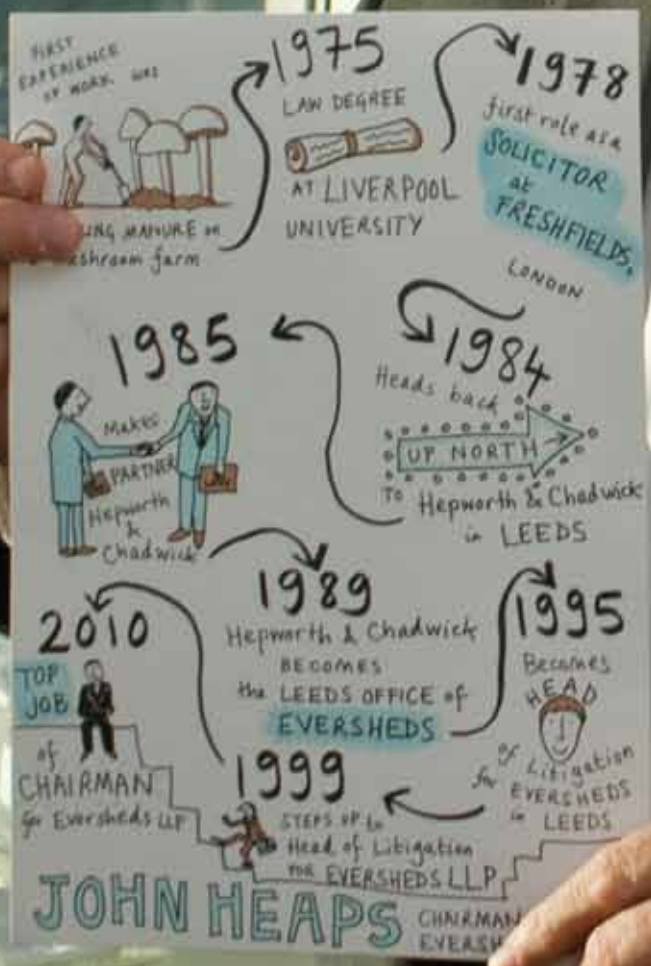 FIRST
EXPERIENCE
OF WORK WAS
MANURE on
farm
1975
LAW DEGREE
AT LIVERPOOL
UNIVERSITY
1978
first role as a
SOLICITOR
at
FRESHFIELDS,
LONDON
1984
Heads back
UP NORTH
TO Hepworth & Chadwick
in LEEDS
1985
Makes
PARTNER
Hepworth
&
Chadwick
1989
Hepworth & Chadwick
BECOMES
the LEEDS OFFICE of
EVERSHEDS
1995
Becomes
HEAD
of Litigation
for EVERSHEDS
in LEEDS
1999
STEPS UP to
Head of Litigation
for EVERSHEDS LLP
2010
TOP
JOB
of
CHAIRMAN
for Eversheds LLP
JOHN HEAPS
CHAIRMAN